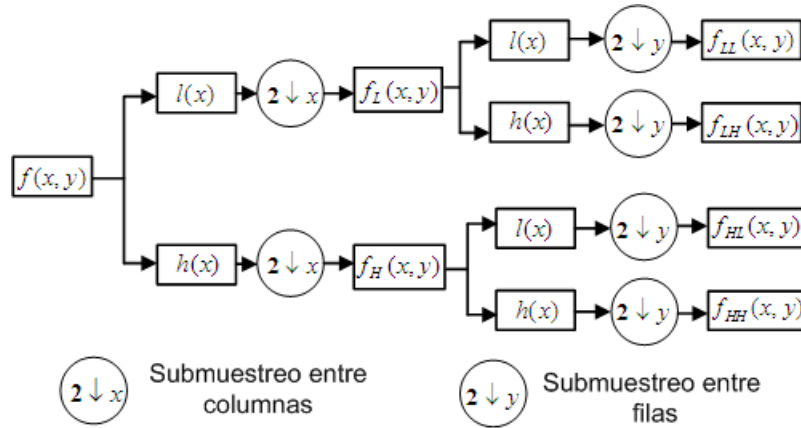 l(x)
2 ↓ y
f_LL(x, y)
l(x)
2 ↓ x
f_L(x, y)
h(x)
2 ↓ y
f_LH(x, y)
f(x, y)
l(x)
2 ↓ y
f_HL(x, y)
h(x)
2 ↓ x
f_H(x, y)
h(x)
2 ↓ y
f_HH(x, y)
2 ↓ x
Submuestreo entre
columnas
2 ↓ y
Submuestreo entre
filas